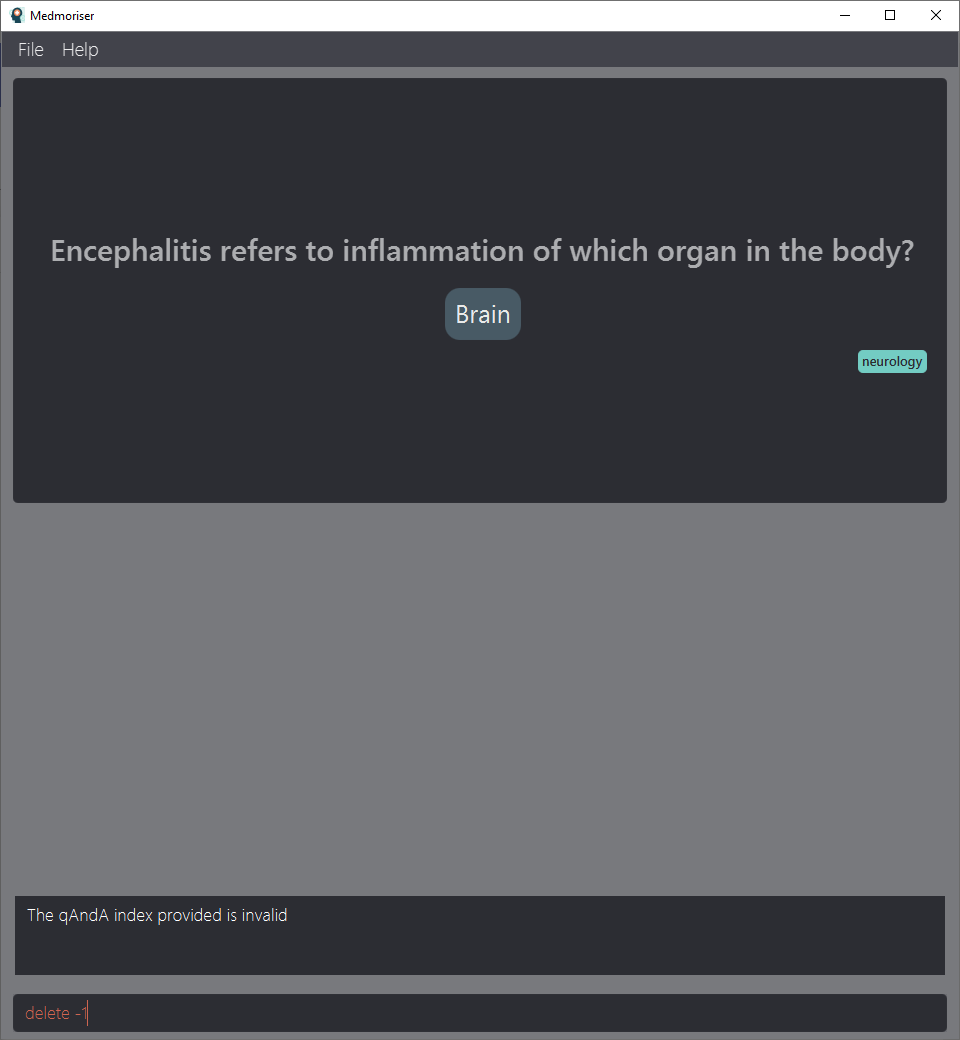 Medmoriser
File Help
Encephalitis refers to inflammation of which organ in the body?
Brain
neurology
The qAndA index provided is invalid
delete -1